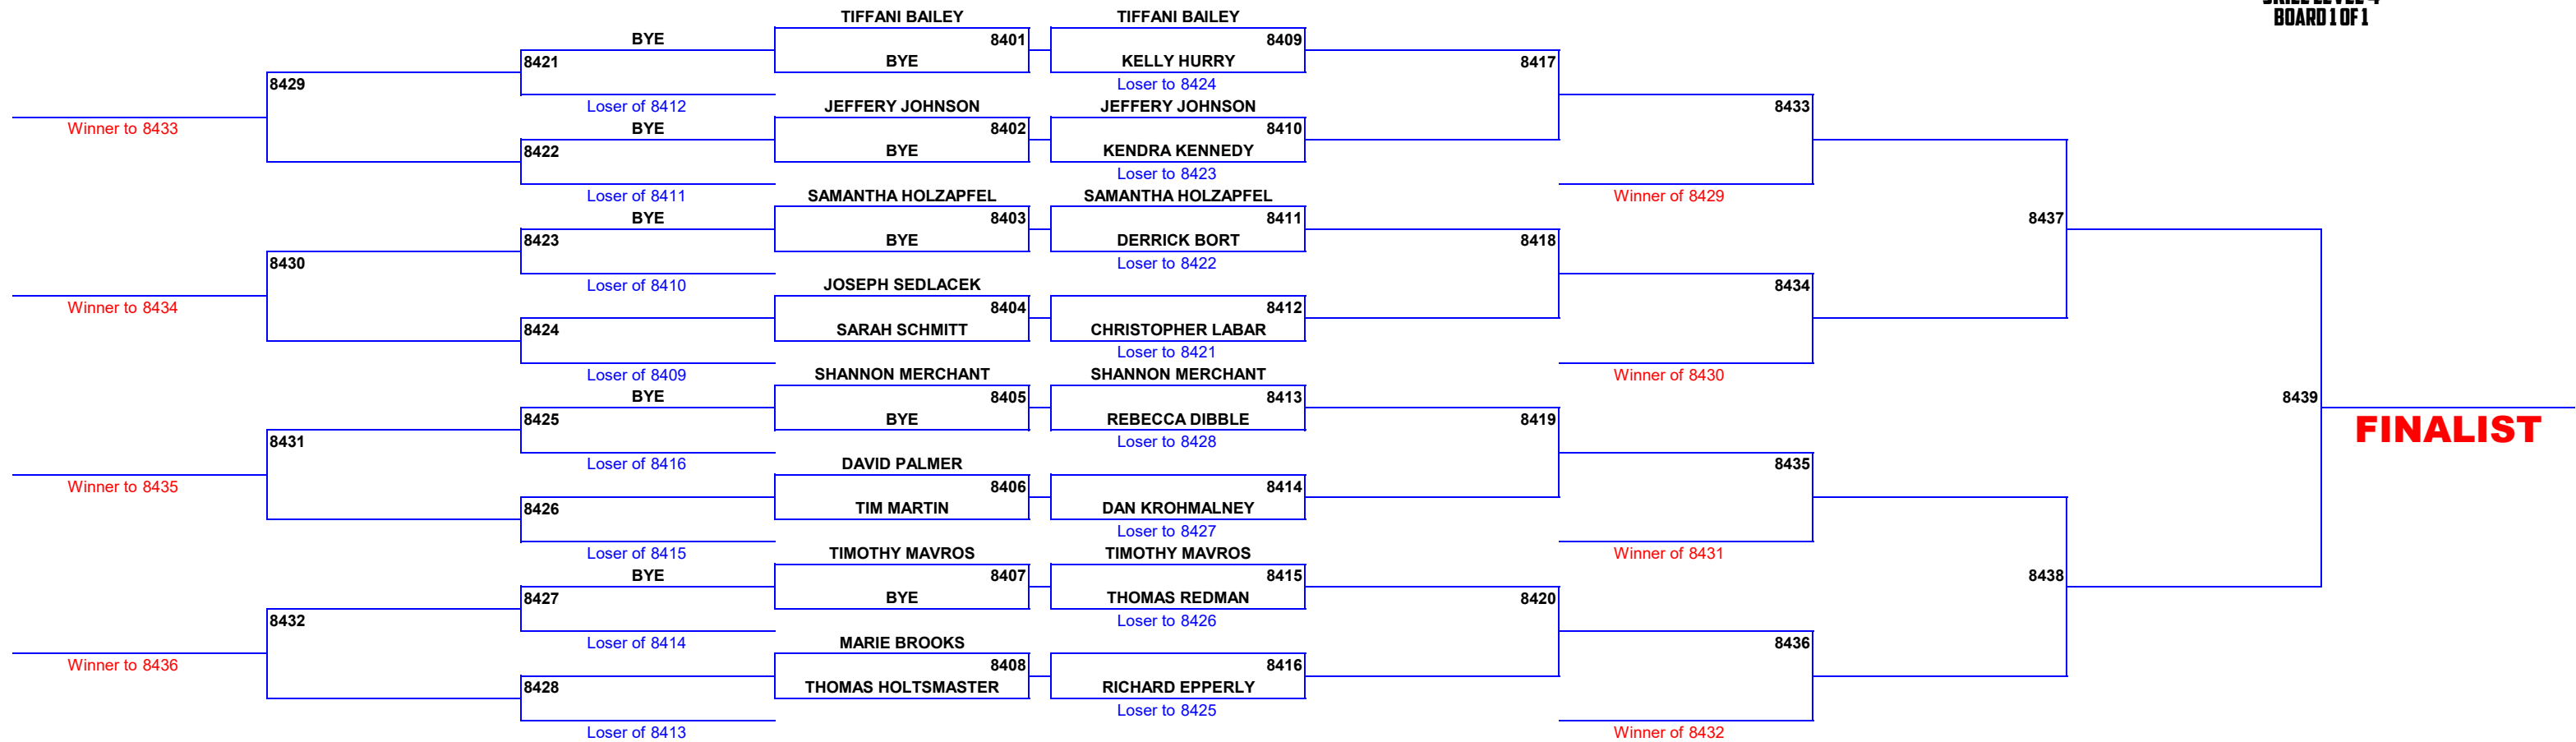 BOARD 1 OF 1
TIFFANI BAILEY
TIFFANI BAILEY
BYE
8401
8409
8421
BYE
KELLY HURRY
8417
8429
Loser to 8424
Loser of 8412
JEFFERY JOHNSON
JEFFERY JOHNSON
8433
Winner to 8433
BYE
8402
8410
8422
BYE
KENDRA KENNEDY
Loser to 8423
Loser of 8411
SAMANTHA HOLZAPFEL
SAMANTHA HOLZAPFEL
Winner of 8429
BYE
8403
8411
8437
8423
BYE
DERRICK BORT
8418
8430
Loser to 8422
Loser of 8410
JOSEPH SEDLACEK
8434
Winner to 8434
8404
8412
8424
SARAH SCHMITT
CHRISTOPHER LABAR
Loser to 8421
Loser of 8409
SHANNON MERCHANT
SHANNON MERCHANT
Winner of 8430
BYE
8405
8413
8439
8425
BYE
REBECCA DIBBLE
8419
FINALIST
8431
Loser to 8428
Loser of 8416
DAVID PALMER
8435
Winner to 8435
8406
8414
8426
TIM MARTIN
DAN KROHMALNEY
Loser to 8427
Loser of 8415
TIMOTHY MAVROS
TIMOTHY MAVROS
Winner of 8431
BYE
8407
8415
8438
8427
BYE
THOMAS REDMAN
8420
8432
Loser to 8426
Loser of 8414
MARIE BROOKS
8436
Winner to 8436
8408
8416
8428
THOMAS HOLTSMASTER
RICHARD EPPERLY
Loser to 8425
Loser of 8413
Winner of 8432